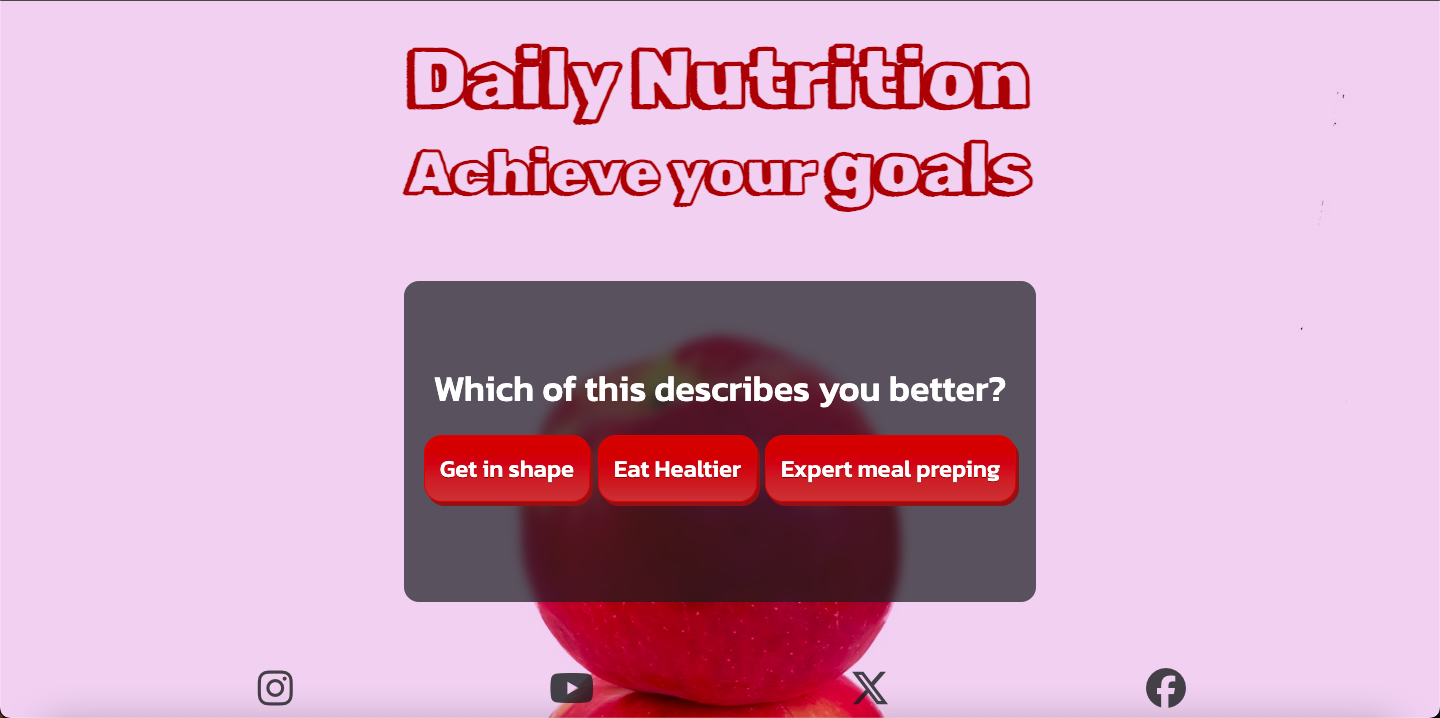 Daily Nutrition
Achieve your goals
Which of this describes you better?
Get in shape
Eat Healtier
Expert meal preping